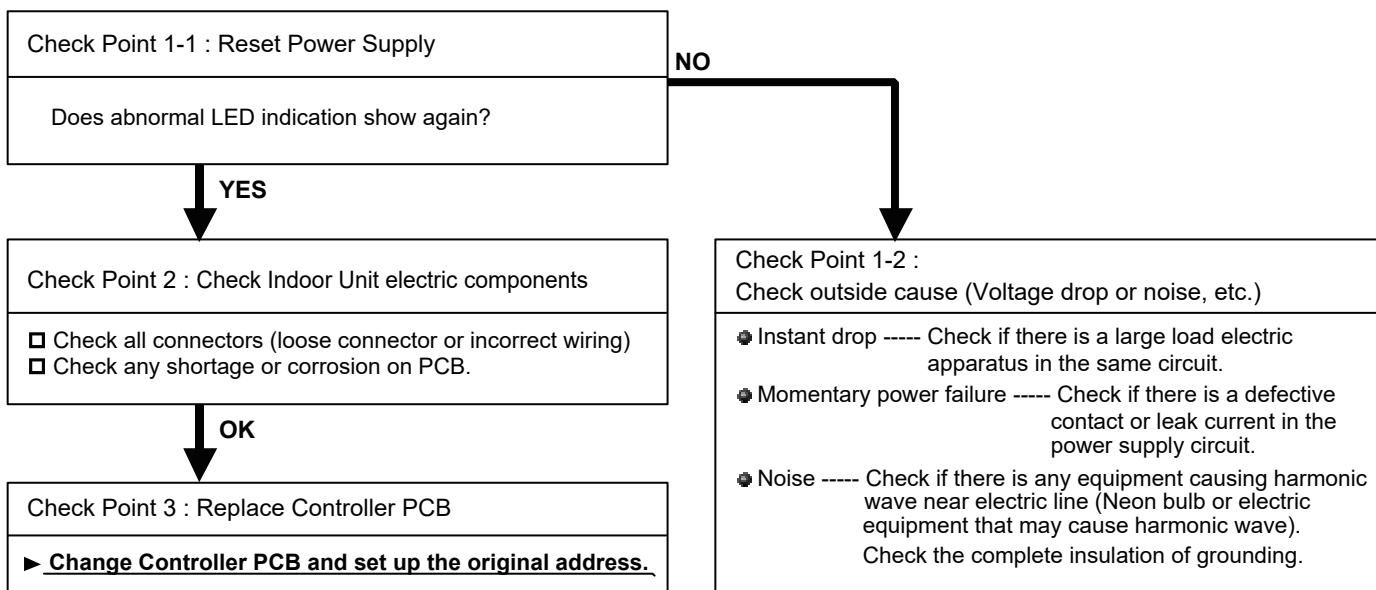 Check Point 1-1 : Reset Power Supply
Does abnormal LED indication show again?
NO
YES
Check Point 2 : Check Indoor Unit electric components
Check all connectors (loose connector or incorrect wiring)
Check any shortage or corrosion on PCB.
OK
Check Point 3 : Replace Controller PCB
► Change Controller PCB and set up the original address.
Check Point 1-2 :
Check outside cause (Voltage drop or noise, etc.)
Instant drop ----- Check if there is a large load electric
apparatus in the same circuit.
Momentary power failure ----- Check if there is a defective
contact or leak current in the
power supply circuit.
Noise ----- Check if there is any equipment causing harmonic
wave near electric line (Neon bulb or electric
equipment that may cause harmonic wave).
Check the complete insulation of grounding.